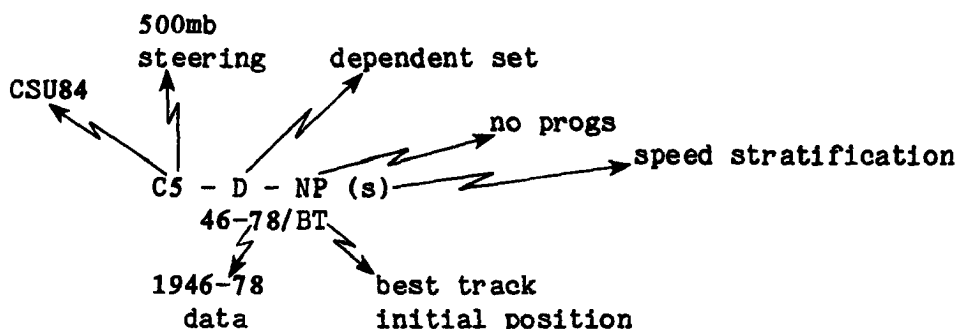 500mb
steering
dependent set
CSU84
no progs
speed stratification
C5 - D - NP (s)
46-78/BT
1946-78
data
best track
initial position